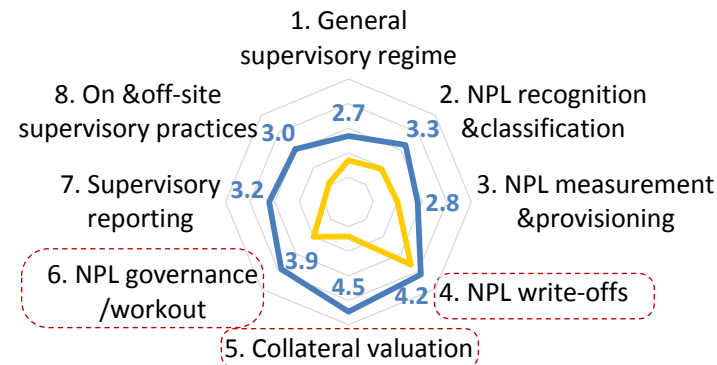 1. General
supervisory regime
2. NPL recognition
&classification
3. NPL measurement
&provisioning
4. NPL write-offs
5. Collateral valuation
6. NPL governance
/workout
7. Supervisory
reporting
8. On &off-site
supervisory practices
2.7
3.3
2.8
4.2
4.5
3.9
3.2
3.0